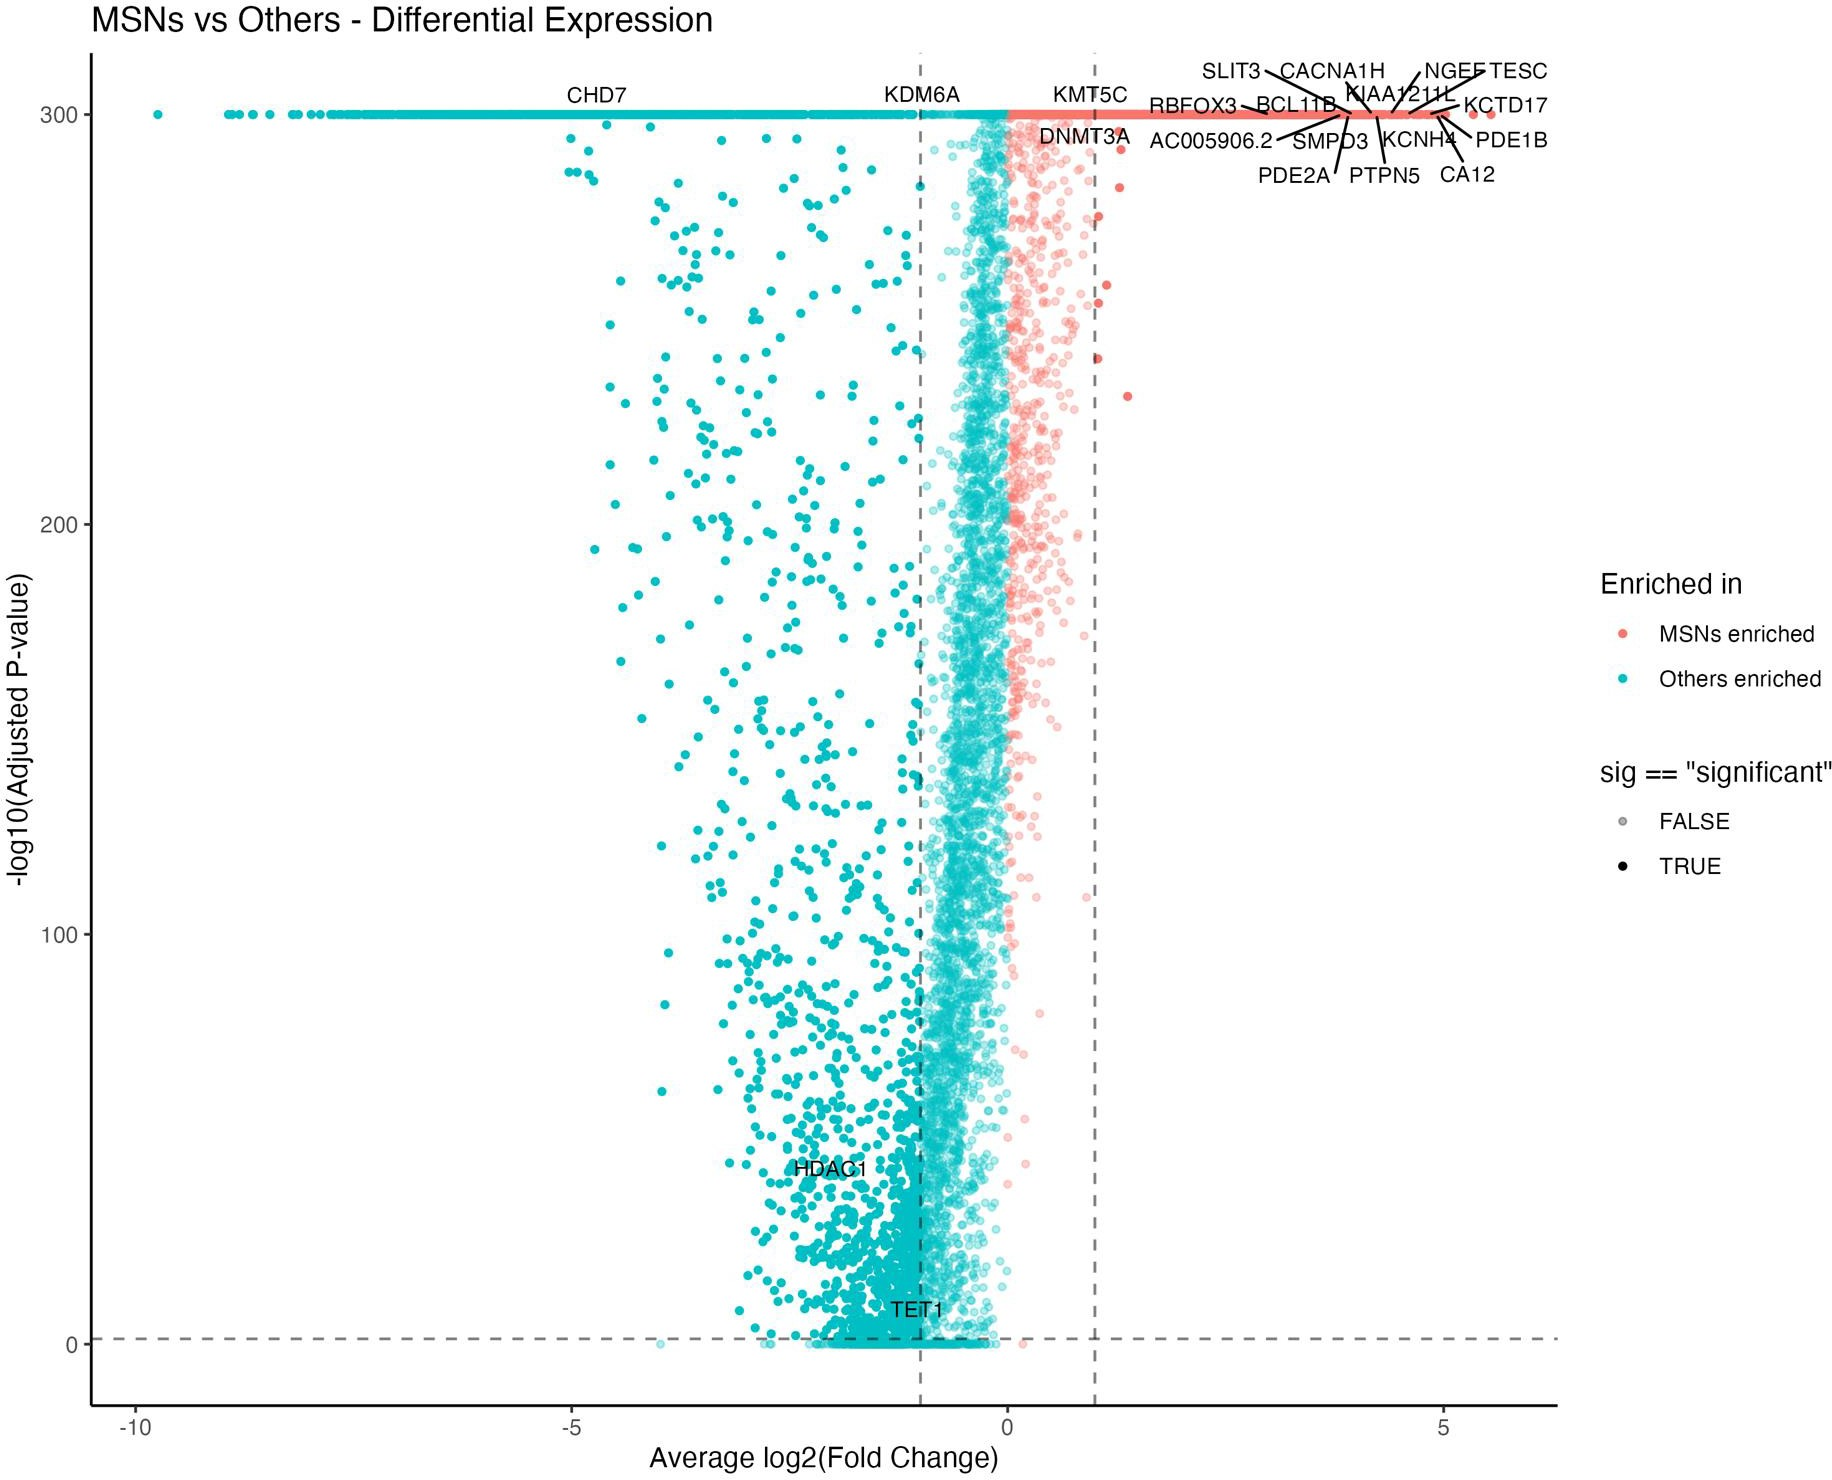 MSNs vs Others - Differential Expression
SLIT3 CACNA1H NGEF TESC
CHD7 KDM6A KMT5C KIAA1211L
RBFOX3 BCL11B KCTD17
300
DNMT3A AC005906.2 SMPD3 KCNH4 PDE1B
PDE2A PTPN5 CA12
200
100
HDAC1
TET1
0
-10 -5 0 5
Average log2(Fold Change)
-log10(Adjusted P-value)
Enriched in
MSNs enriched
Others enriched
sig == "significant"
FALSE
TRUE